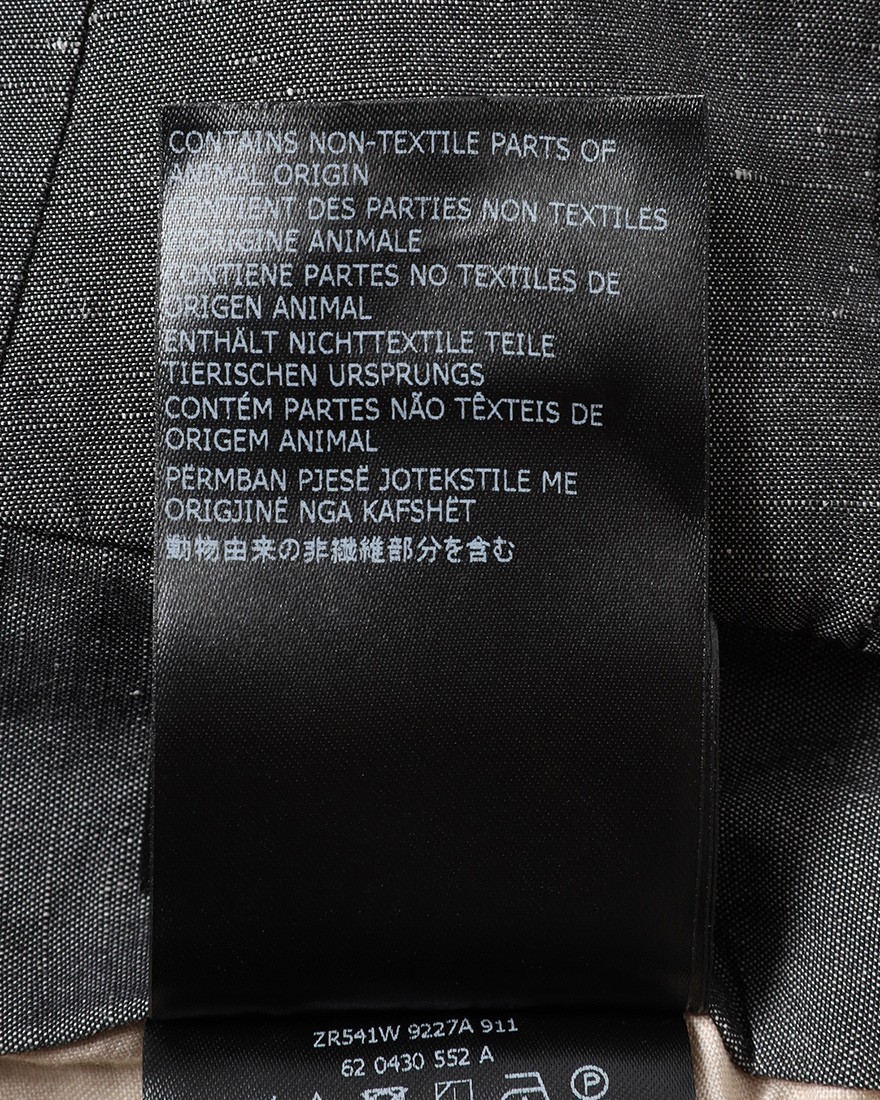 CONTAINS NON-TEXTILE PARTS OF
ANIMAL ORIGIN
CONTIENT DES PARTIES NON TEXTILES
D'ORIGINE ANIMALE
CONTIENE PARTES NO TEXTILES DE
ORIGEN ANIMAL
ENTHÄLT NICHTTEXTILE TEILE
TIERISCHEN URSPRUNGS
CONTÉM PARTES NÃO TÊXTEIS DE
ORIGEM ANIMAL
PËRMBAN PJESË JOTEKSTILE ME
ORIGJINË NGA KAFSHËT
動物由来の非繊維部分を含む
ZR541W 9227A 911
62 0430 552 A
P